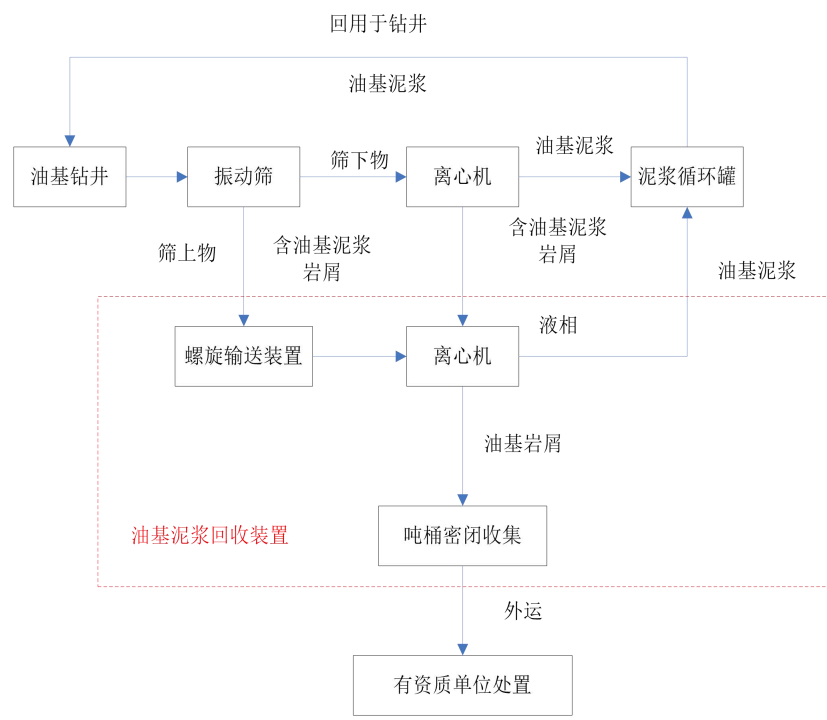 回用于钻井
油基泥浆
油基钻井
振动筛
筛下物
离心机
油基泥浆
泥浆循环罐
筛上物
含油基泥浆
岩屑
含油基泥浆
岩屑
油基泥浆
螺旋输送装置
离心机
液相
油基岩屑
油基泥浆回收装置
吨桶密闭收集
外运
有资质单位处置